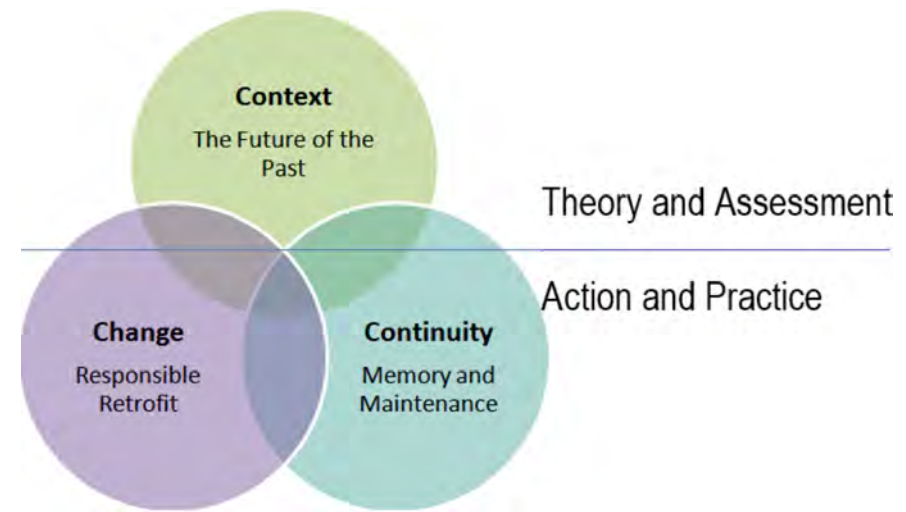 Context
The Future of the
Past
Theory and Assessment
Action and Practice
Change
Responsible
Retrofit
Continuity
Memory and
Maintenance